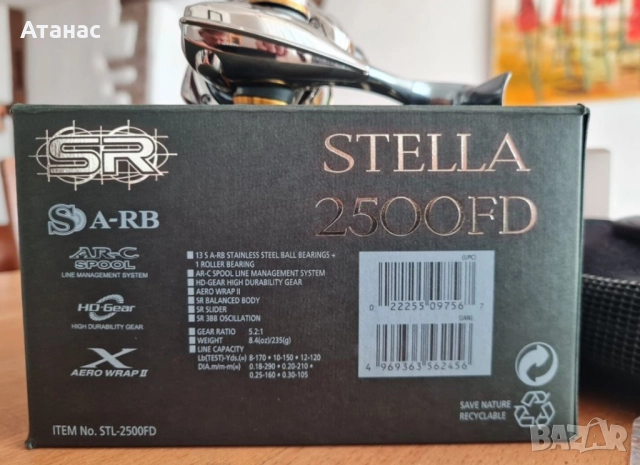 Атанас
SR
STELLA
2500FD
S A-RB
AR-C
SPOOL
LINE MANAGEMENT SYSTEM
HD-Gear
HIGH DURABILITY GEAR
X
AERO WRAP II
13 S A-RB STAINLESS STEEL BALL BEARINGS +
1 ROLLER BEARING
AR-C SPOOL LINE MANAGEMENT SYSTEM
HD-GEAR HIGH DURABILITY GEAR
AERO WRAP II
SR BALANCED BODY
SR SLIDER
SR 3BB OSCILLATION
GEAR RATIO 5.2:1
WEIGHT 8.4(oz)/235(g)
LINE CAPACITY
Lb(TEST)-Yds.(≈) 8-170 • 10-150 • 12-120
DIA.m/m-m(≈) 0.18-290 • 0.20-210 •
0.25-160 • 0.30-105
(UPC)
0 22255 09756 7
(EAN)
4 969363 562456
SAVE NATURE
RECYCLABLE
ITEM No. STL-2500FD
BAZAR